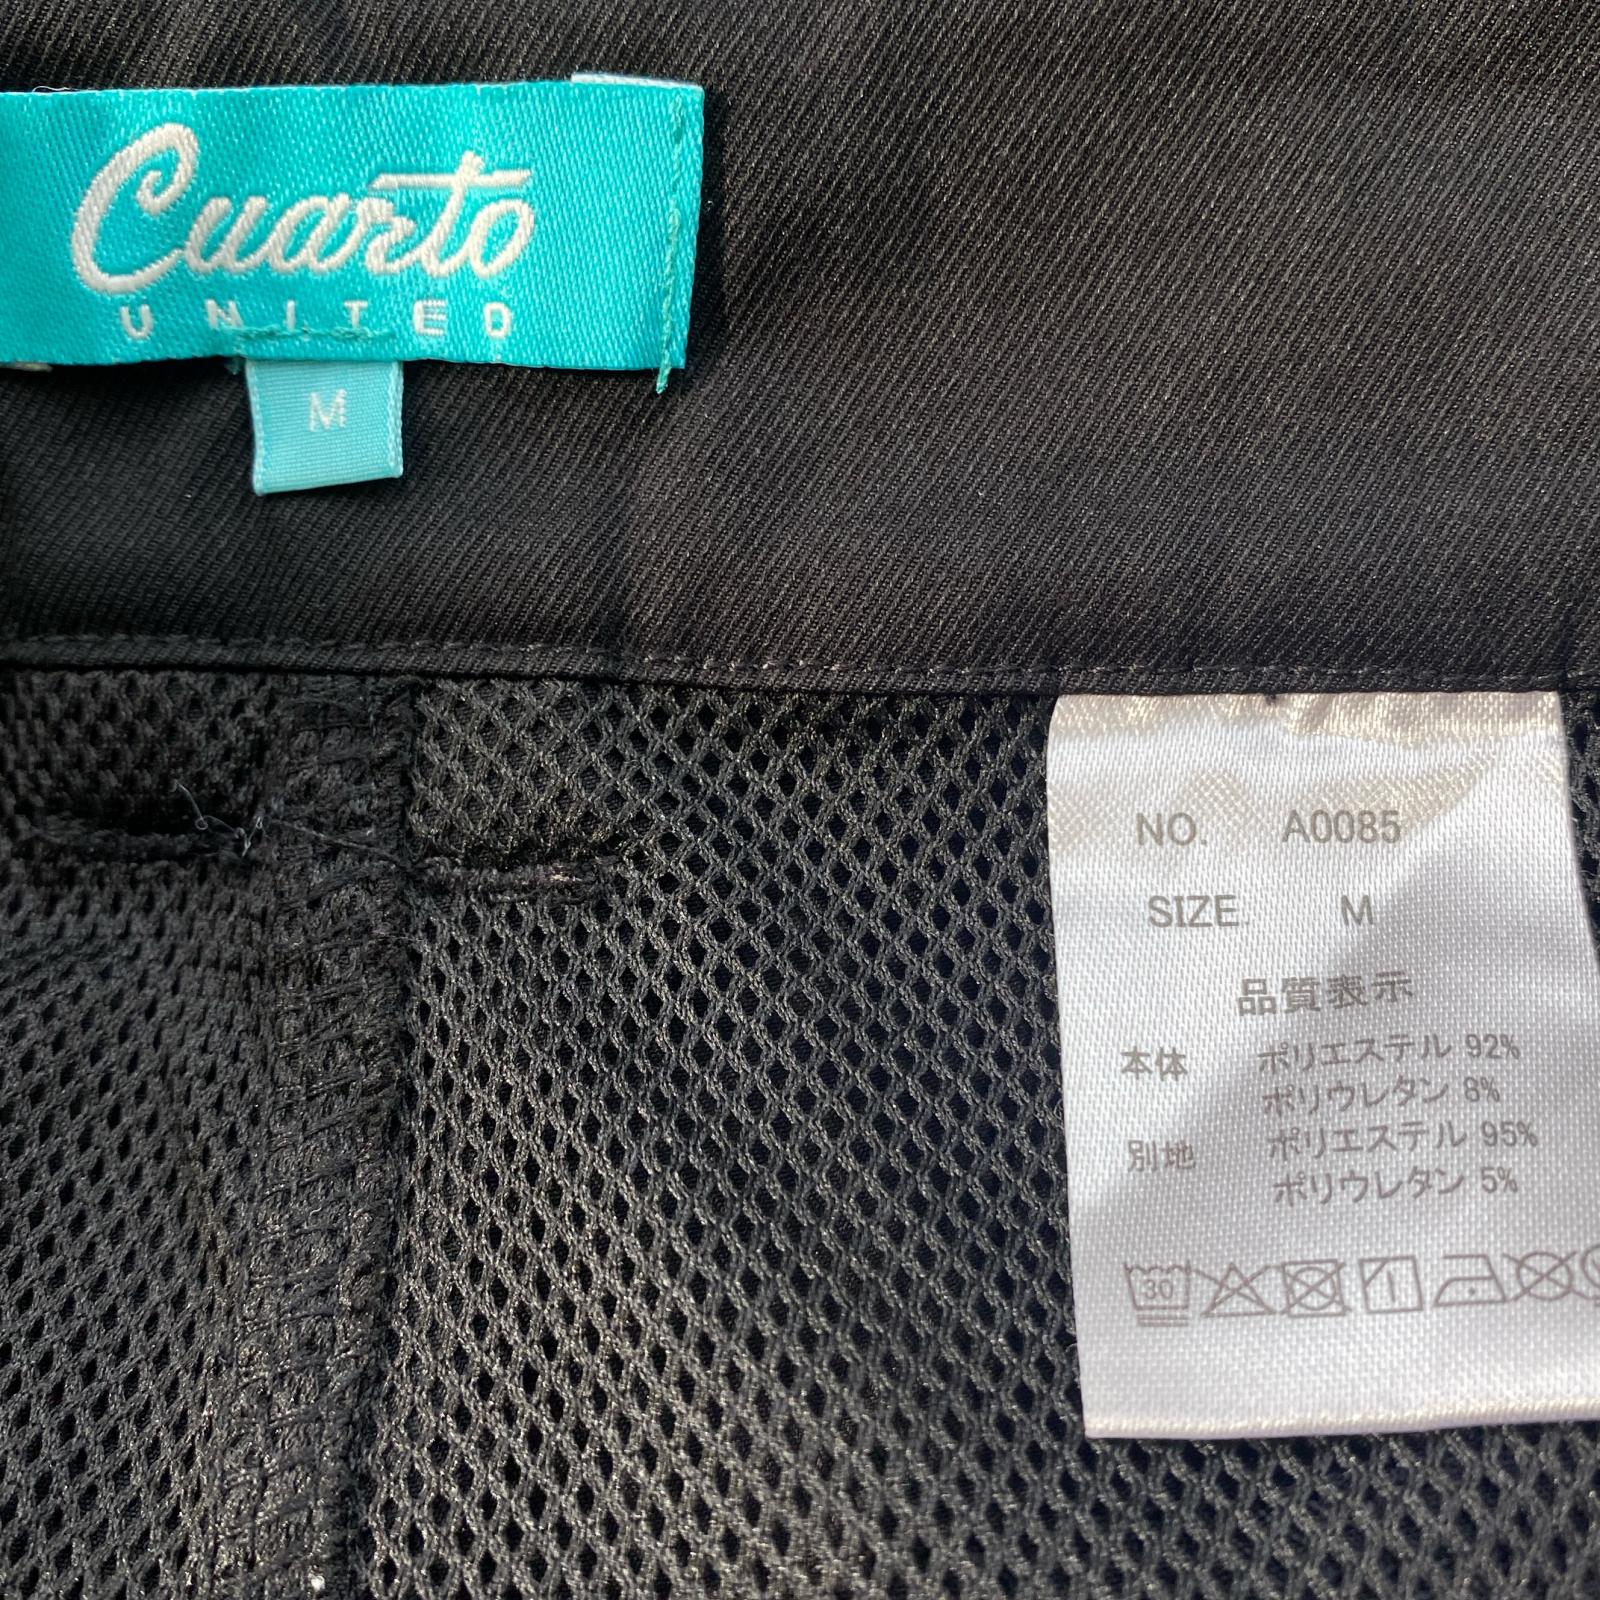 Cuarto
UNITED
M
NO. A0085
SIZE. M
品質表示
本体 ポリエステル 92%
ポリウレタン 8%
別地 ポリエステル 95%
ポリウレタン 5%
30